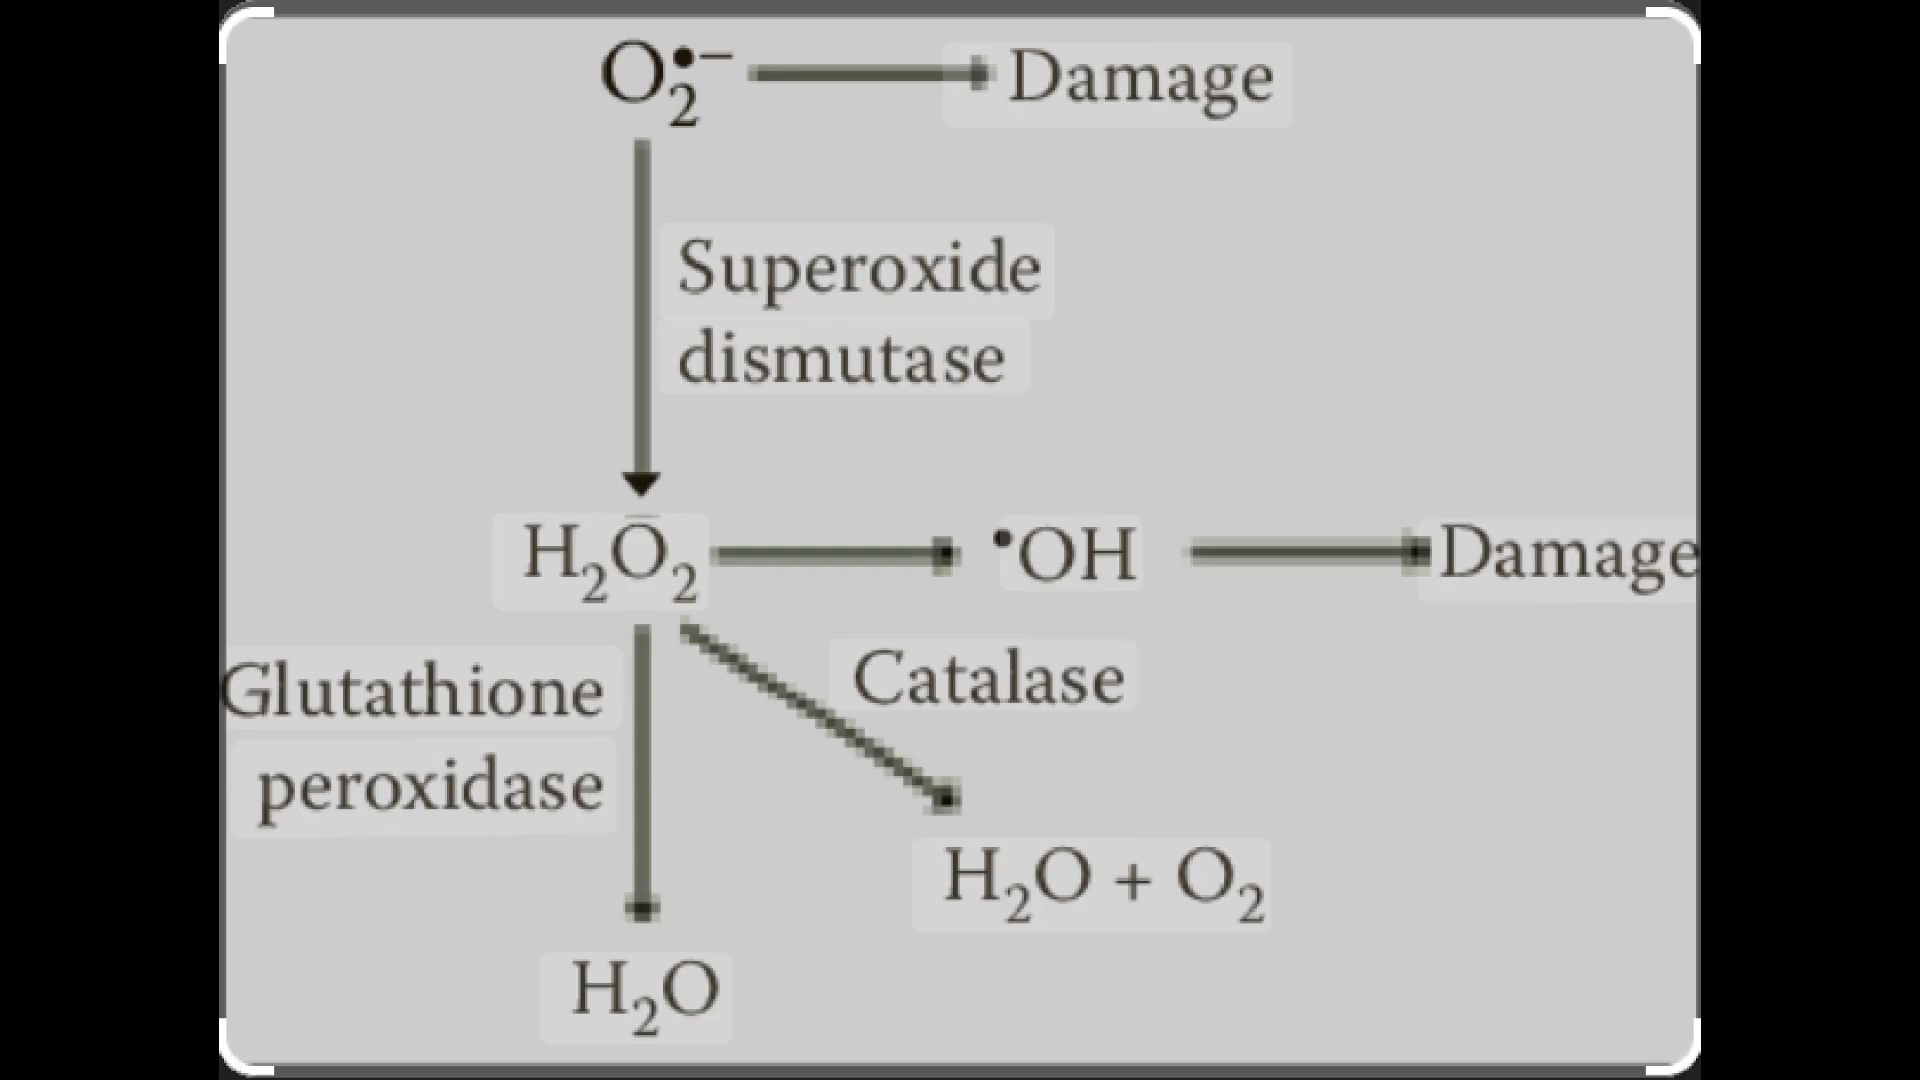 O₂•− Damage
Superoxide
dismutase
H₂O₂ •OH Damage
Glutathione
peroxidase
Catalase
H₂O + O₂
H₂O